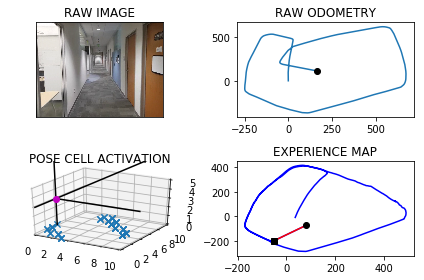 RAW IMAGE
RAW ODOMETRY
500
0
-250 0 250 500
POSE CELL ACTIVATION
0 2 4 6 8 10
0 2 4 6 8 10
0 1 2 3 4 5
EXPERIENCE MAP
400
200
0
-200
-200 0 200 400